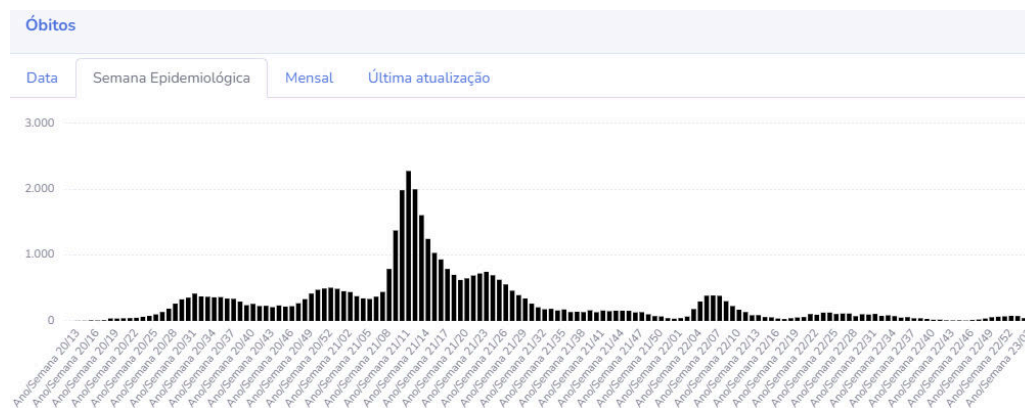 Óbitos
Data Semana Epidemiológica Mensal Última atualização
3.000
2.000
1.000
0
Ano/Semana 20/13
Ano/Semana 20/16
Ano/Semana 20/19
Ano/Semana 20/22
Ano/Semana 20/25
Ano/Semana 20/28
Ano/Semana 20/31
Ano/Semana 20/34
Ano/Semana 20/37
Ano/Semana 20/40
Ano/Semana 20/43
Ano/Semana 20/46
Ano/Semana 20/49
Ano/Semana 20/52
Ano/Semana 21/02
Ano/Semana 21/05
Ano/Semana 21/08
Ano/Semana 21/11
Ano/Semana 21/14
Ano/Semana 21/17
Ano/Semana 21/20
Ano/Semana 21/23
Ano/Semana 21/26
Ano/Semana 21/29
Ano/Semana 21/32
Ano/Semana 21/35
Ano/Semana 21/38
Ano/Semana 21/41
Ano/Semana 21/44
Ano/Semana 21/47
Ano/Semana 21/50
Ano/Semana 22/01
Ano/Semana 22/04
Ano/Semana 22/07
Ano/Semana 22/10
Ano/Semana 22/13
Ano/Semana 22/16
Ano/Semana 22/19
Ano/Semana 22/22
Ano/Semana 22/25
Ano/Semana 22/28
Ano/Semana 22/31
Ano/Semana 22/34
Ano/Semana 22/37
Ano/Semana 22/40
Ano/Semana 22/43
Ano/Semana 22/46
Ano/Semana 22/49
Ano/Semana 22/52
Ano/Semana